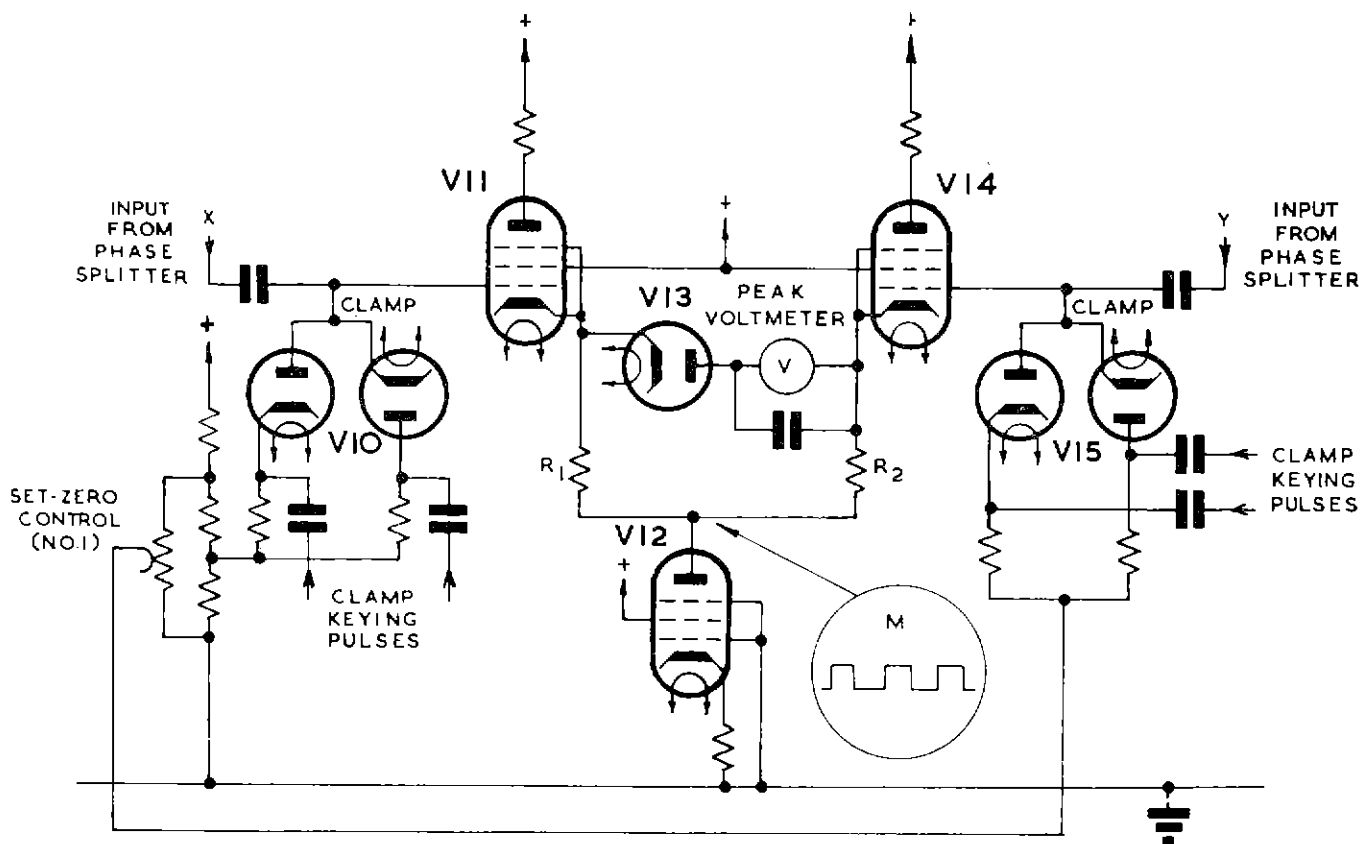 +
V11
V14
INPUT
FROM
PHASE
SPLITTER
X
+
Y
INPUT
FROM
PHASE
SPLITTER
CLAMP
V13
PEAK
VOLTMETER
V
CLAMP
+
V10
V15
R1
R2
CLAMP
KEYING
PULSES
SET-ZERO
CONTROL
(NO.1)
V12
+
CLAMP
KEYING
PULSES
M